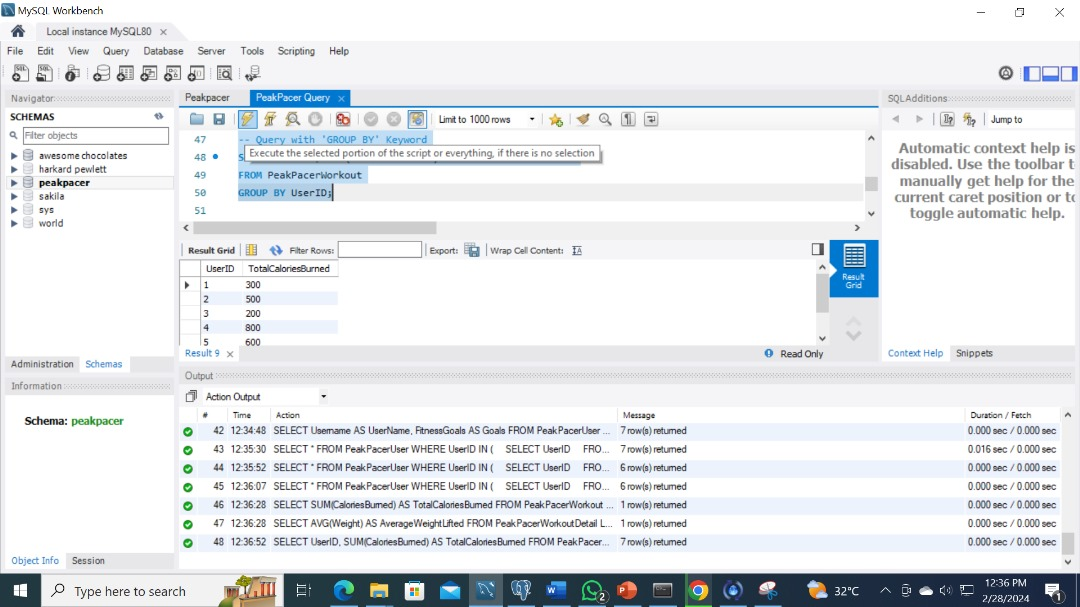 MySQL Workbench
Local instance MySQL80
File Edit View Query Database Server Tools Scripting Help
Navigator
SCHEMAS
Filter objects
awesome chocolates
harkard pewlett
peakpacer
sakila
sys
world
Administration Schemas
Information
Schema: peakpacer
Object Info Session
Peakpacer PeakPacer Query
Limit to 1000 rows
47 -- Query with 'GROUP BY' Keyword
48 S
Execute the selected portion of the script or everything, if there is no selection
49 FROM PeakPacerWorkout
50 GROUP BY UserID;
51
Result Grid Filter Rows: Export: Wrap Cell Content:
UserID TotalCaloriesBurned
1 300
2 500
3 200
4 800
5 600
Result Grid
Result 9 Read Only
SQLAdditions
Jump to
Automatic context help is
disabled. Use the toolbar t
manually get help for the
current caret position or to
toggle automatic help.
Context Help Snippets
Output
Action Output
# Time Action Message Duration / Fetch
42 12:34:48 SELECT Username AS UserName, FitnessGoals AS Goals FROM PeakPacerUser ... 7 row(s) returned 0.000 sec / 0.000 sec
43 12:35:30 SELECT * FROM PeakPacerUser WHERE UserID IN ( SELECT UserID FRO... 7 row(s) returned 0.016 sec / 0.000 sec
44 12:35:52 SELECT * FROM PeakPacerUser WHERE UserID IN ( SELECT UserID FRO... 6 row(s) returned 0.000 sec / 0.000 sec
45 12:36:07 SELECT * FROM PeakPacerUser WHERE UserID IN ( SELECT UserID FRO... 6 row(s) returned 0.000 sec / 0.000 sec
46 12:36:28 SELECT SUM(CaloriesBurned) AS TotalCaloriesBurned FROM PeakPacerWorkout ... 1 row(s) returned 0.000 sec / 0.000 sec
47 12:36:28 SELECT AVG(Weight) AS AverageWeightLifted FROM PeakPacerWorkoutDetail L... 1 row(s) returned 0.000 sec / 0.000 sec
48 12:36:52 SELECT UserID, SUM(CaloriesBurned) AS TotalCaloriesBurned FROM PeakPacer... 7 row(s) returned 0.000 sec / 0.000 sec
Type here to search
2
32°C
12:36 PM
2/28/2024
1